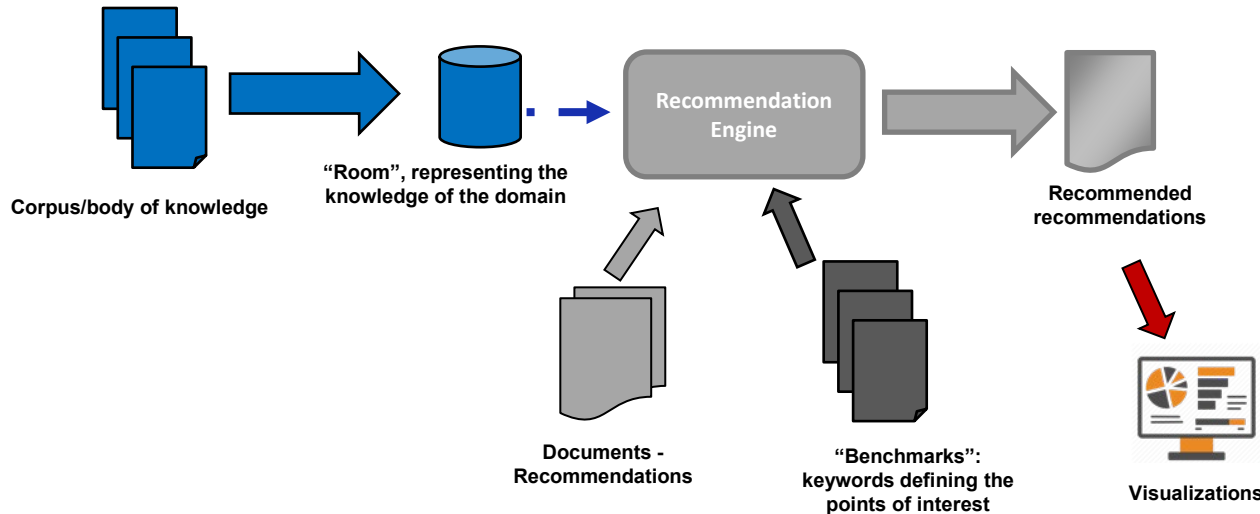 Recommendation
Engine
“Room”, representing the
knowledge of the domain
Corpus/body of knowledge
Recommended
recommendations
Documents -
Recommendations
“Benchmarks”:
keywords defining the
points of interest
Visualizations